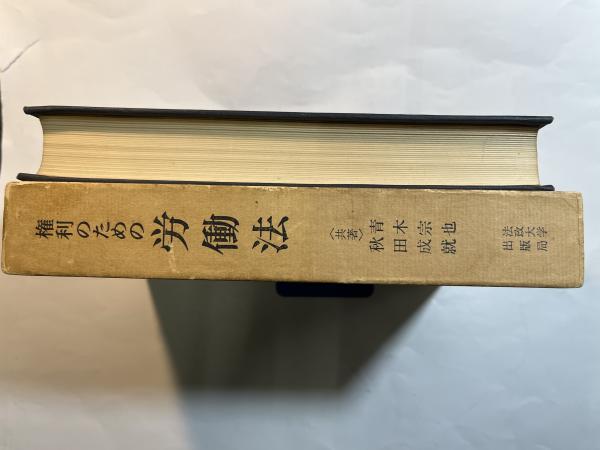 権利のための
労働法
〈共著〉
青木宗也
秋田成就
法政大学
出版局